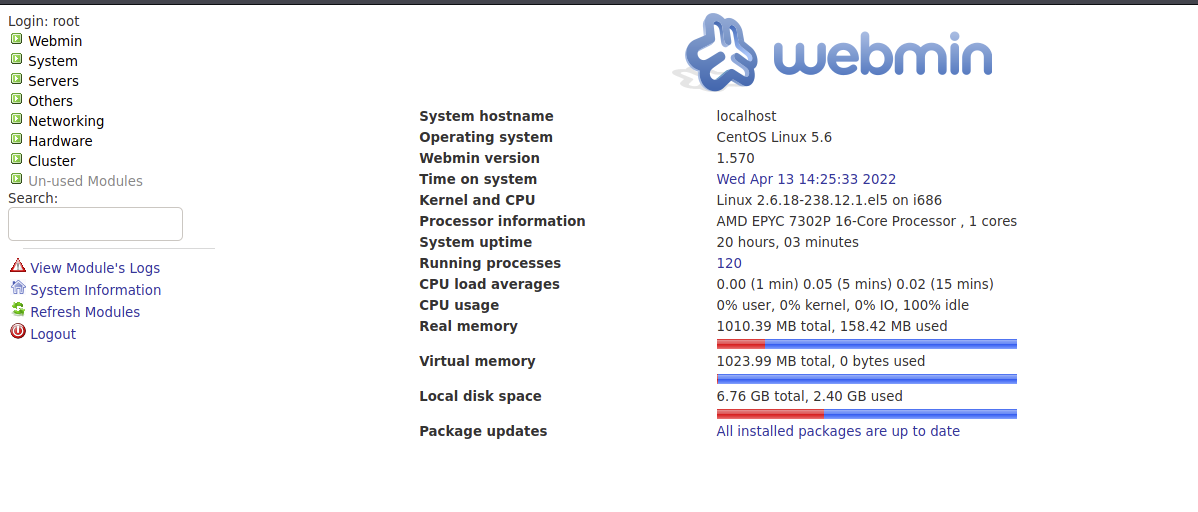 Login: root
Webmin
System
Servers
Others
Networking
Hardware
Cluster
Un-used Modules
Search:
View Module's Logs
System Information
Refresh Modules
Logout
webmin
System hostname localhost
Operating system CentOS Linux 5.6
Webmin version 1.570
Time on system Wed Apr 13 14:25:33 2022
Kernel and CPU Linux 2.6.18-238.12.1.el5 on i686
Processor information AMD EPYC 7302P 16-Core Processor , 1 cores
System uptime 20 hours, 03 minutes
Running processes 120
CPU load averages 0.00 (1 min) 0.05 (5 mins) 0.02 (15 mins)
CPU usage 0% user, 0% kernel, 0% IO, 100% idle
Real memory 1010.39 MB total, 158.42 MB used
Virtual memory 1023.99 MB total, 0 bytes used
Local disk space 6.76 GB total, 2.40 GB used
Package updates All installed packages are up to date